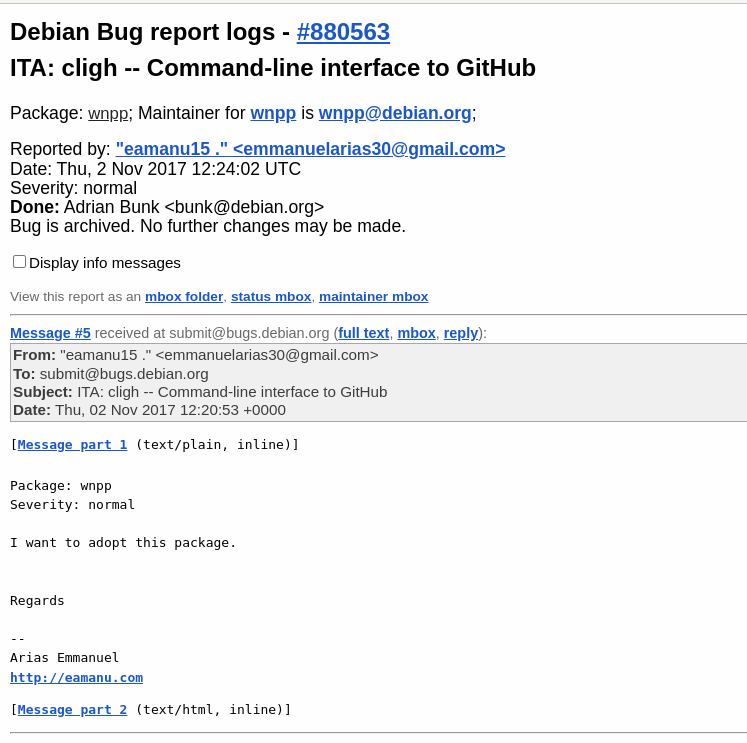 Debian Bug report logs - #880563
ITA: cligh -- Command-line interface to GitHub
Package: wnpp; Maintainer for wnpp is wnpp@debian.org;
Reported by: "eamanu15 ." <emmanuelarias30@gmail.com>
Date: Thu, 2 Nov 2017 12:24:02 UTC
Severity: normal
Done: Adrian Bunk <bunk@debian.org>
Bug is archived. No further changes may be made.
Display info messages
View this report as an mbox folder, status mbox, maintainer mbox
Message #5 received at submit@bugs.debian.org (full text, mbox, reply):
From: "eamanu15 ." <emmanuelarias30@gmail.com>
To: submit@bugs.debian.org
Subject: ITA: cligh -- Command-line interface to GitHub
Date: Thu, 02 Nov 2017 12:20:53 +0000
[Message part 1 (text/plain, inline)]
Package: wnpp
Severity: normal
I want to adopt this package.
Regards
--
Arias Emmanuel
http://eamanu.com
[Message part 2 (text/html, inline)]